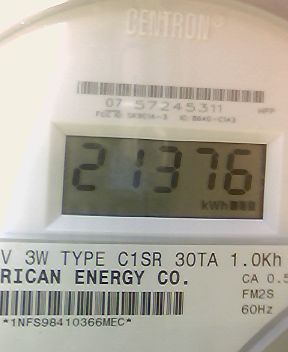 CENTRON®
07 57245311
21376
kWh
V 3W TYPE C1SR 30TA 1.0Kh
RICAN ENERGY CO.
CA 0.5
FM2S
60Hz
*1NFS98410366MEC*